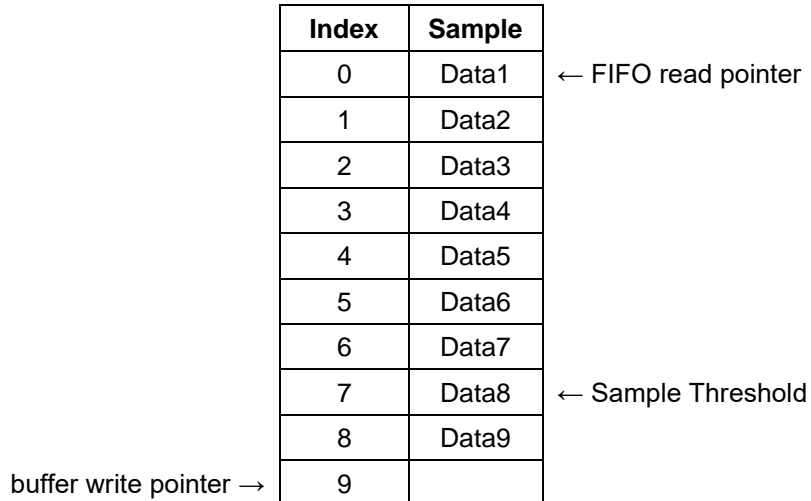 Index Sample
0 Data1 ← FIFO read pointer
1 Data2
2 Data3
3 Data4
4 Data5
5 Data6
6 Data7
7 Data8 ← Sample Threshold
8 Data9
buffer write pointer → 9